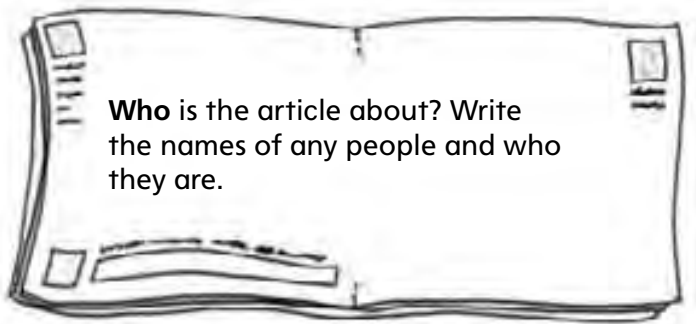 Who is the article about? Write
the names of any people and who
they are.